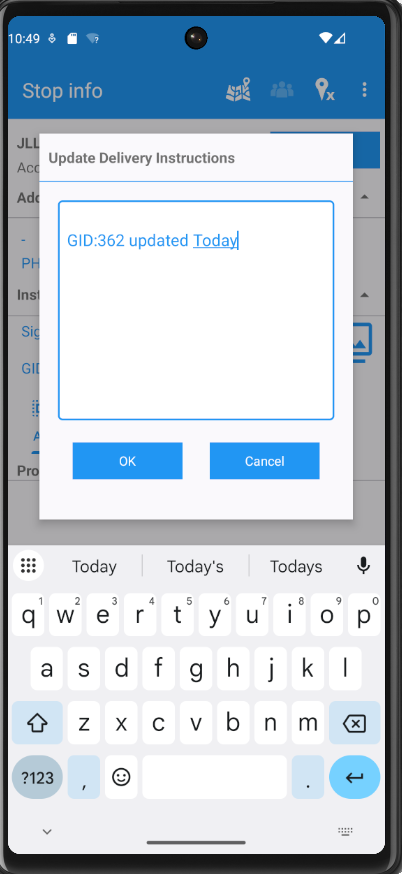 10:49
Stop info
x
JLL
Acc
Update Delivery Instructions
Add
GID:362 updated Today
-
PH
Inst
Sig
GID
A
OK Cancel
Pro
Today Today's Todays
q1 w2 e3 r4 t5 y6 u7 i8 o9 p0
a s d f g h j k l
z x c v b n m
?123 , .